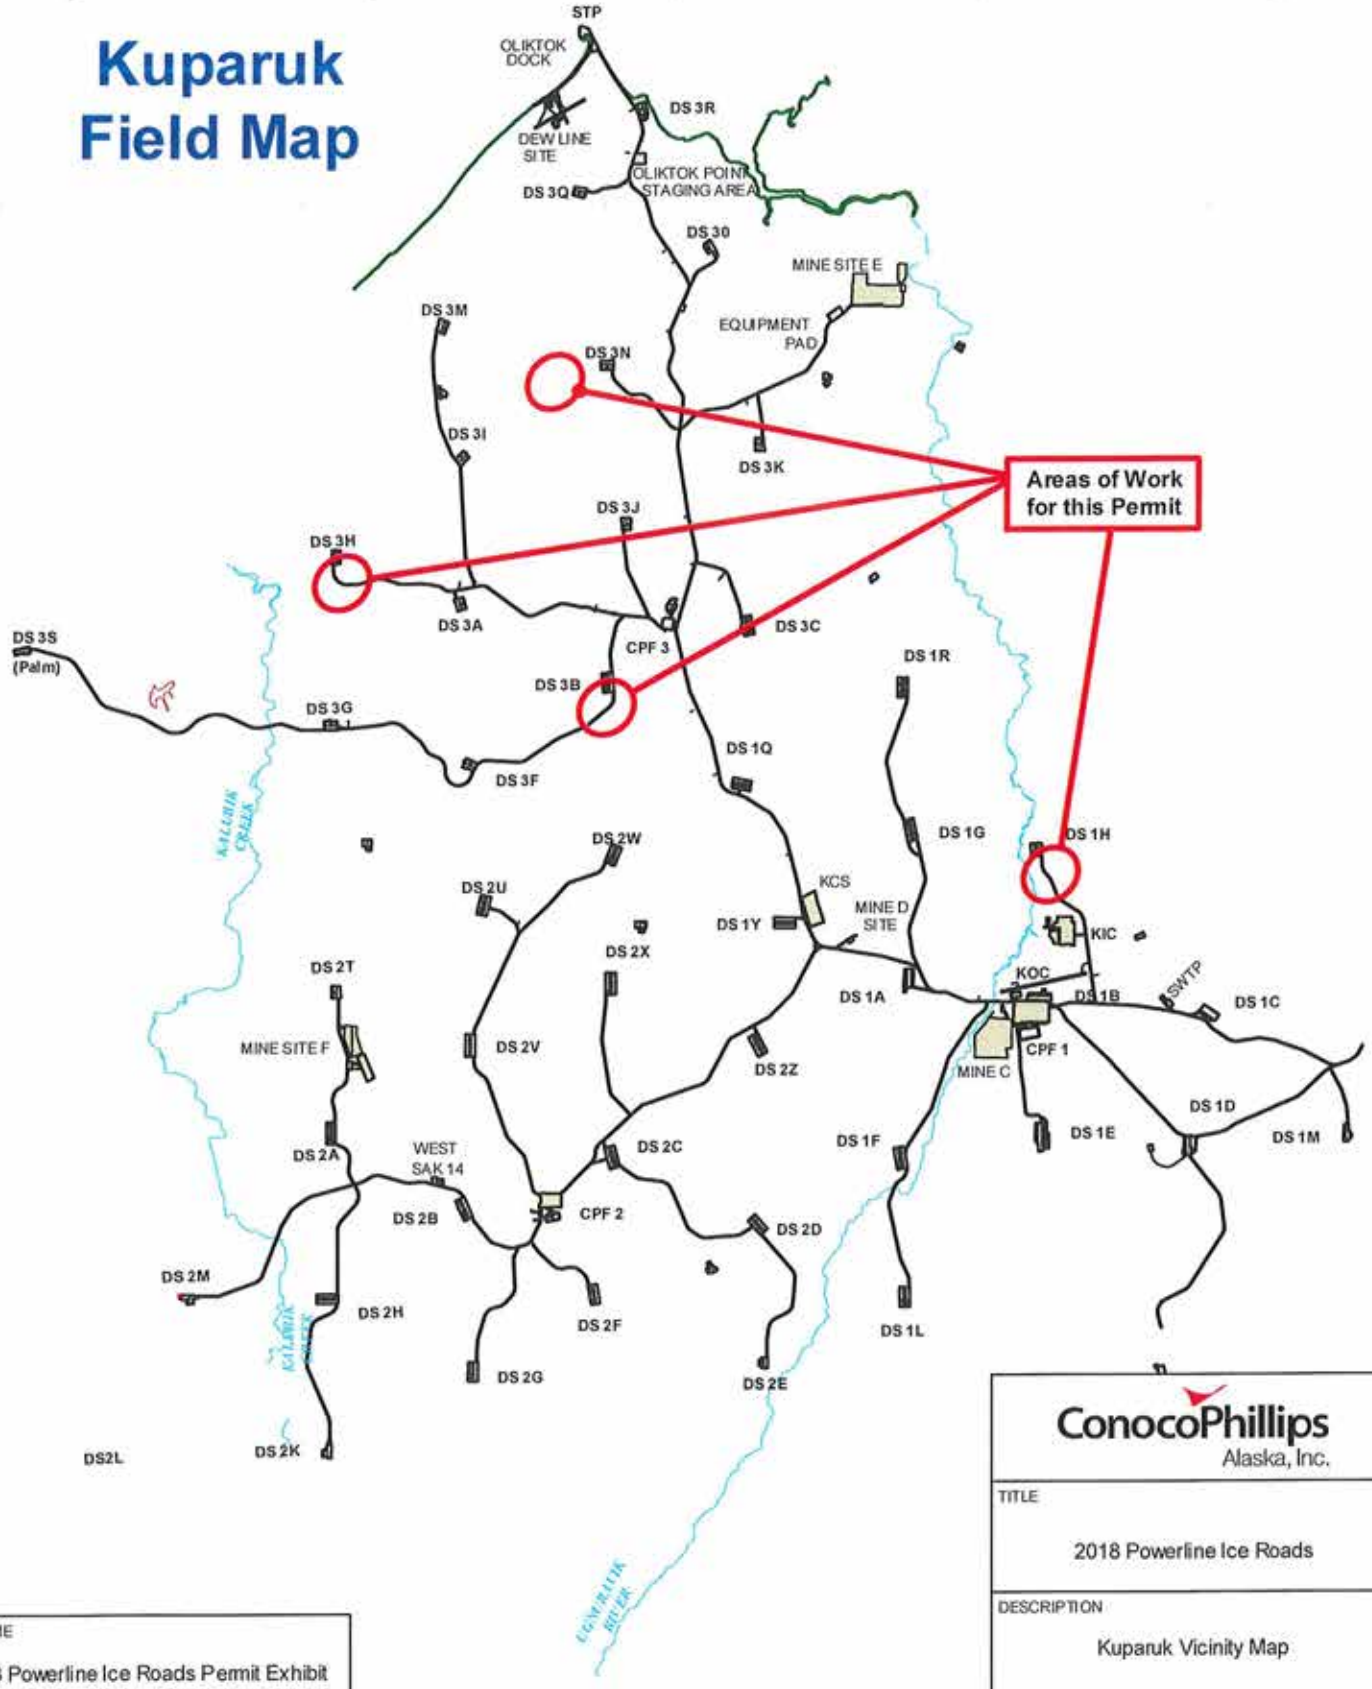 STP
Kuparuk
Field Map
OLIKTOK
DOCK
DS 3R
DEW LINE
SITE
OLIKTOK POINT
STAGING AREA
DS 3Q
DS 30
MINE SITE E
DS 3M
EQUIPMENT
PAD
DS 3N
DS 3I
DS 3K
Areas of Work
for this Permit
DS 3J
DS 3H
DS 3A
DS 3C
CPF 3
DS 3S
(Palm)
DS 1R
DS 3B
DS 3G
DS 1Q
DS 3F
KALUBIK
CREEK
DS 2W
DS 1G
DS 1H
DS 2U
KCS
MINE D
SITE
DS 1Y
KIC
DS 2X
DS 2T
KOC
SWTP
DS 1A
DS 1B
DS 1C
MINE SITE F
DS 2V
CPF 1
DS 2Z
MINE C
DS 1D
DS 1E
DS 1M
DS 1F
DS 2C
WEST
SAK 14
DS 2A
DS 2B
CPF 2
DS 2D
DS 2M
DS 2H
DS 2F
KALUBIK
CREEK
DS 1L
DS 2G
DS 2E
DS2L
DS 2K
ConocoPhillips
Alaska, Inc.
TITLE
2018 Powerline Ice Roads
UGNURAVIK
RIVER
DESCRIPTION
Kuparuk Vicinity Map
Powerline Ice Roads Permit Exhibit